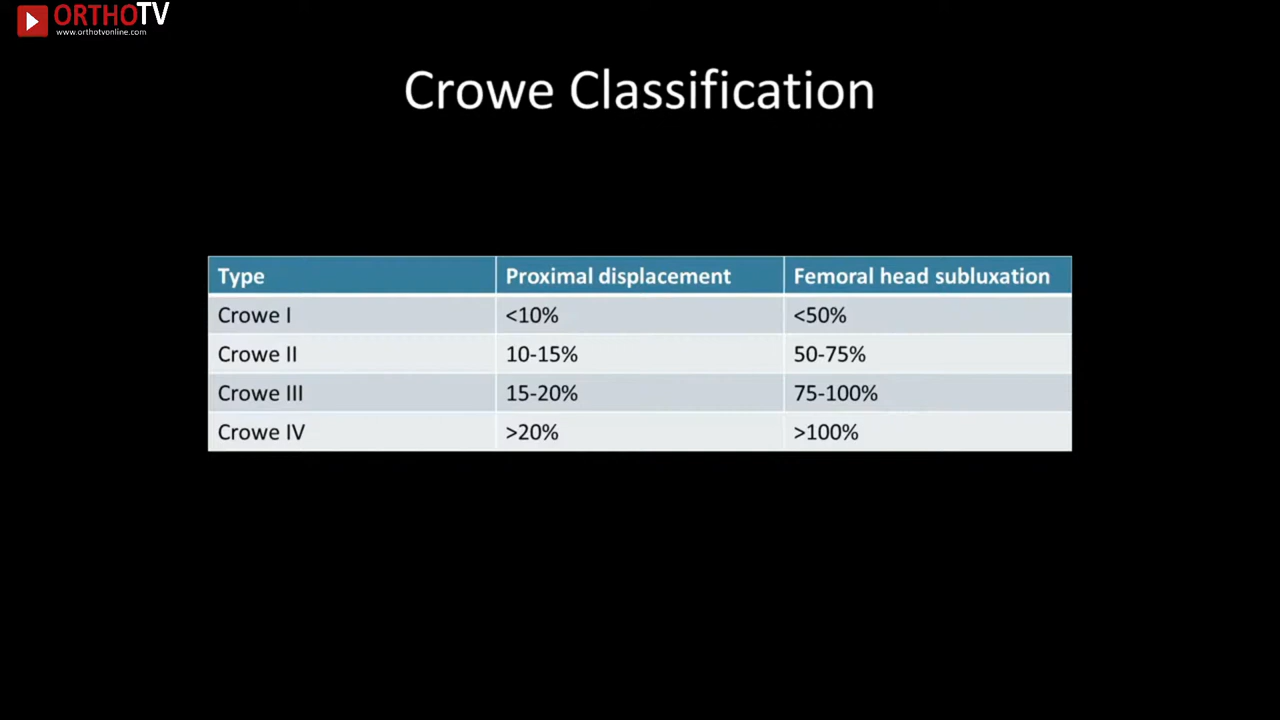 ORTHOTV
www.orthotvonline.com
Crowe Classification
Type Proximal displacement Femoral head subluxation
Crowe I <10% <50%
Crowe II 10-15% 50-75%
Crowe III 15-20% 75-100%
Crowe IV >20% >100%